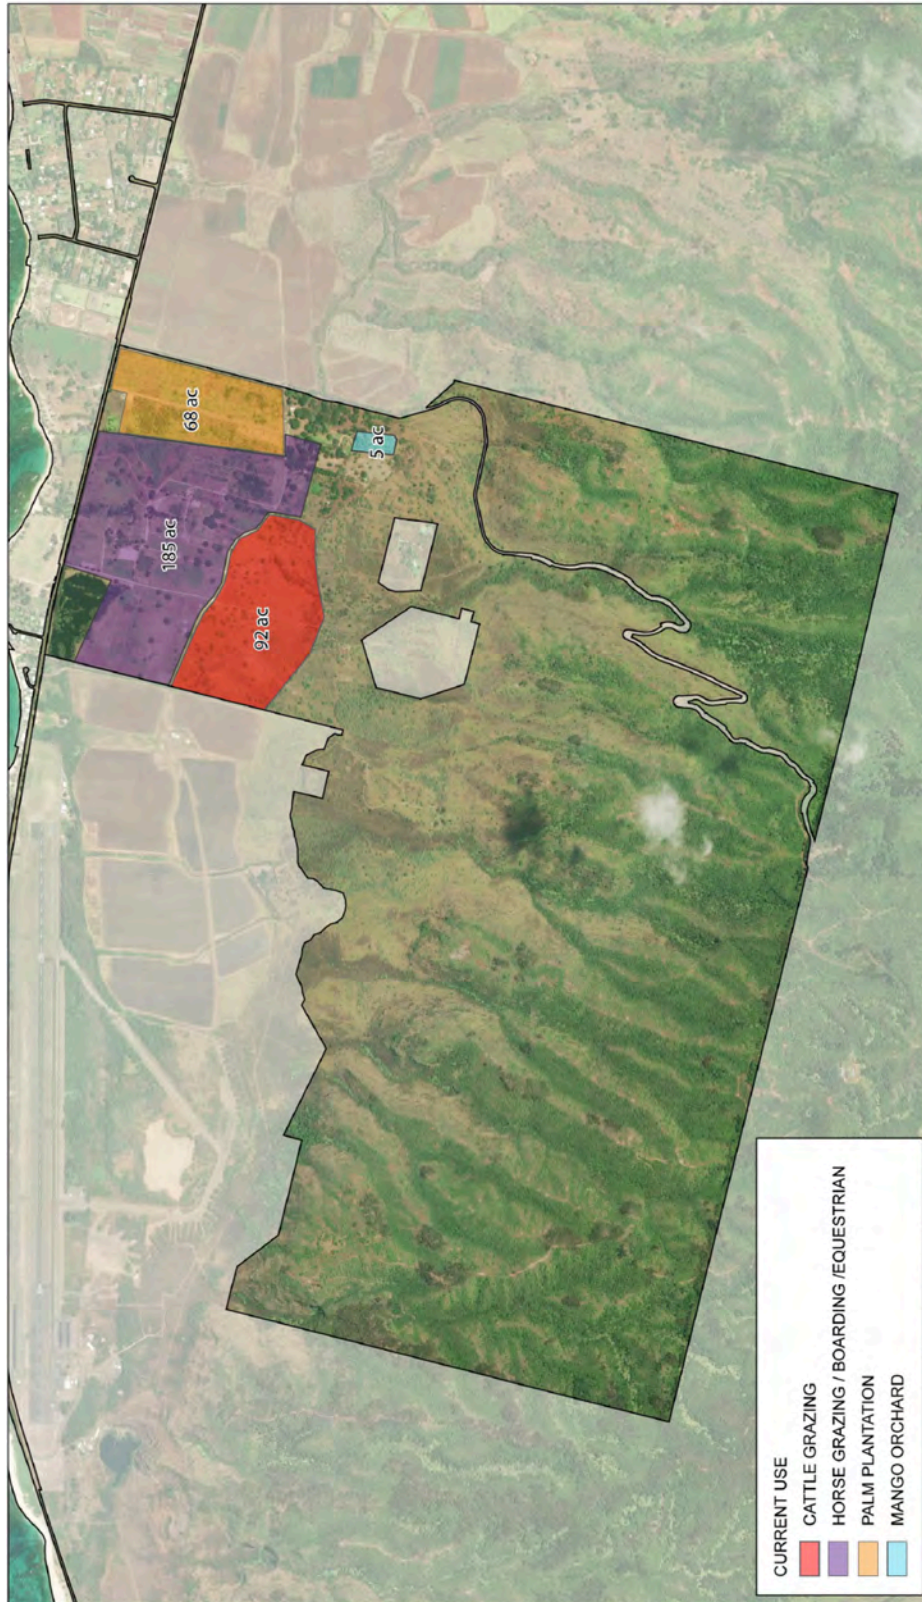 68 ac
185 ac
5 ac
92 ac
CURRENT USE
CATTLE GRAZING
HORSE GRAZING / BOARDING /EQUESTRIAN
PALM PLANTATION
MANGO ORCHARD